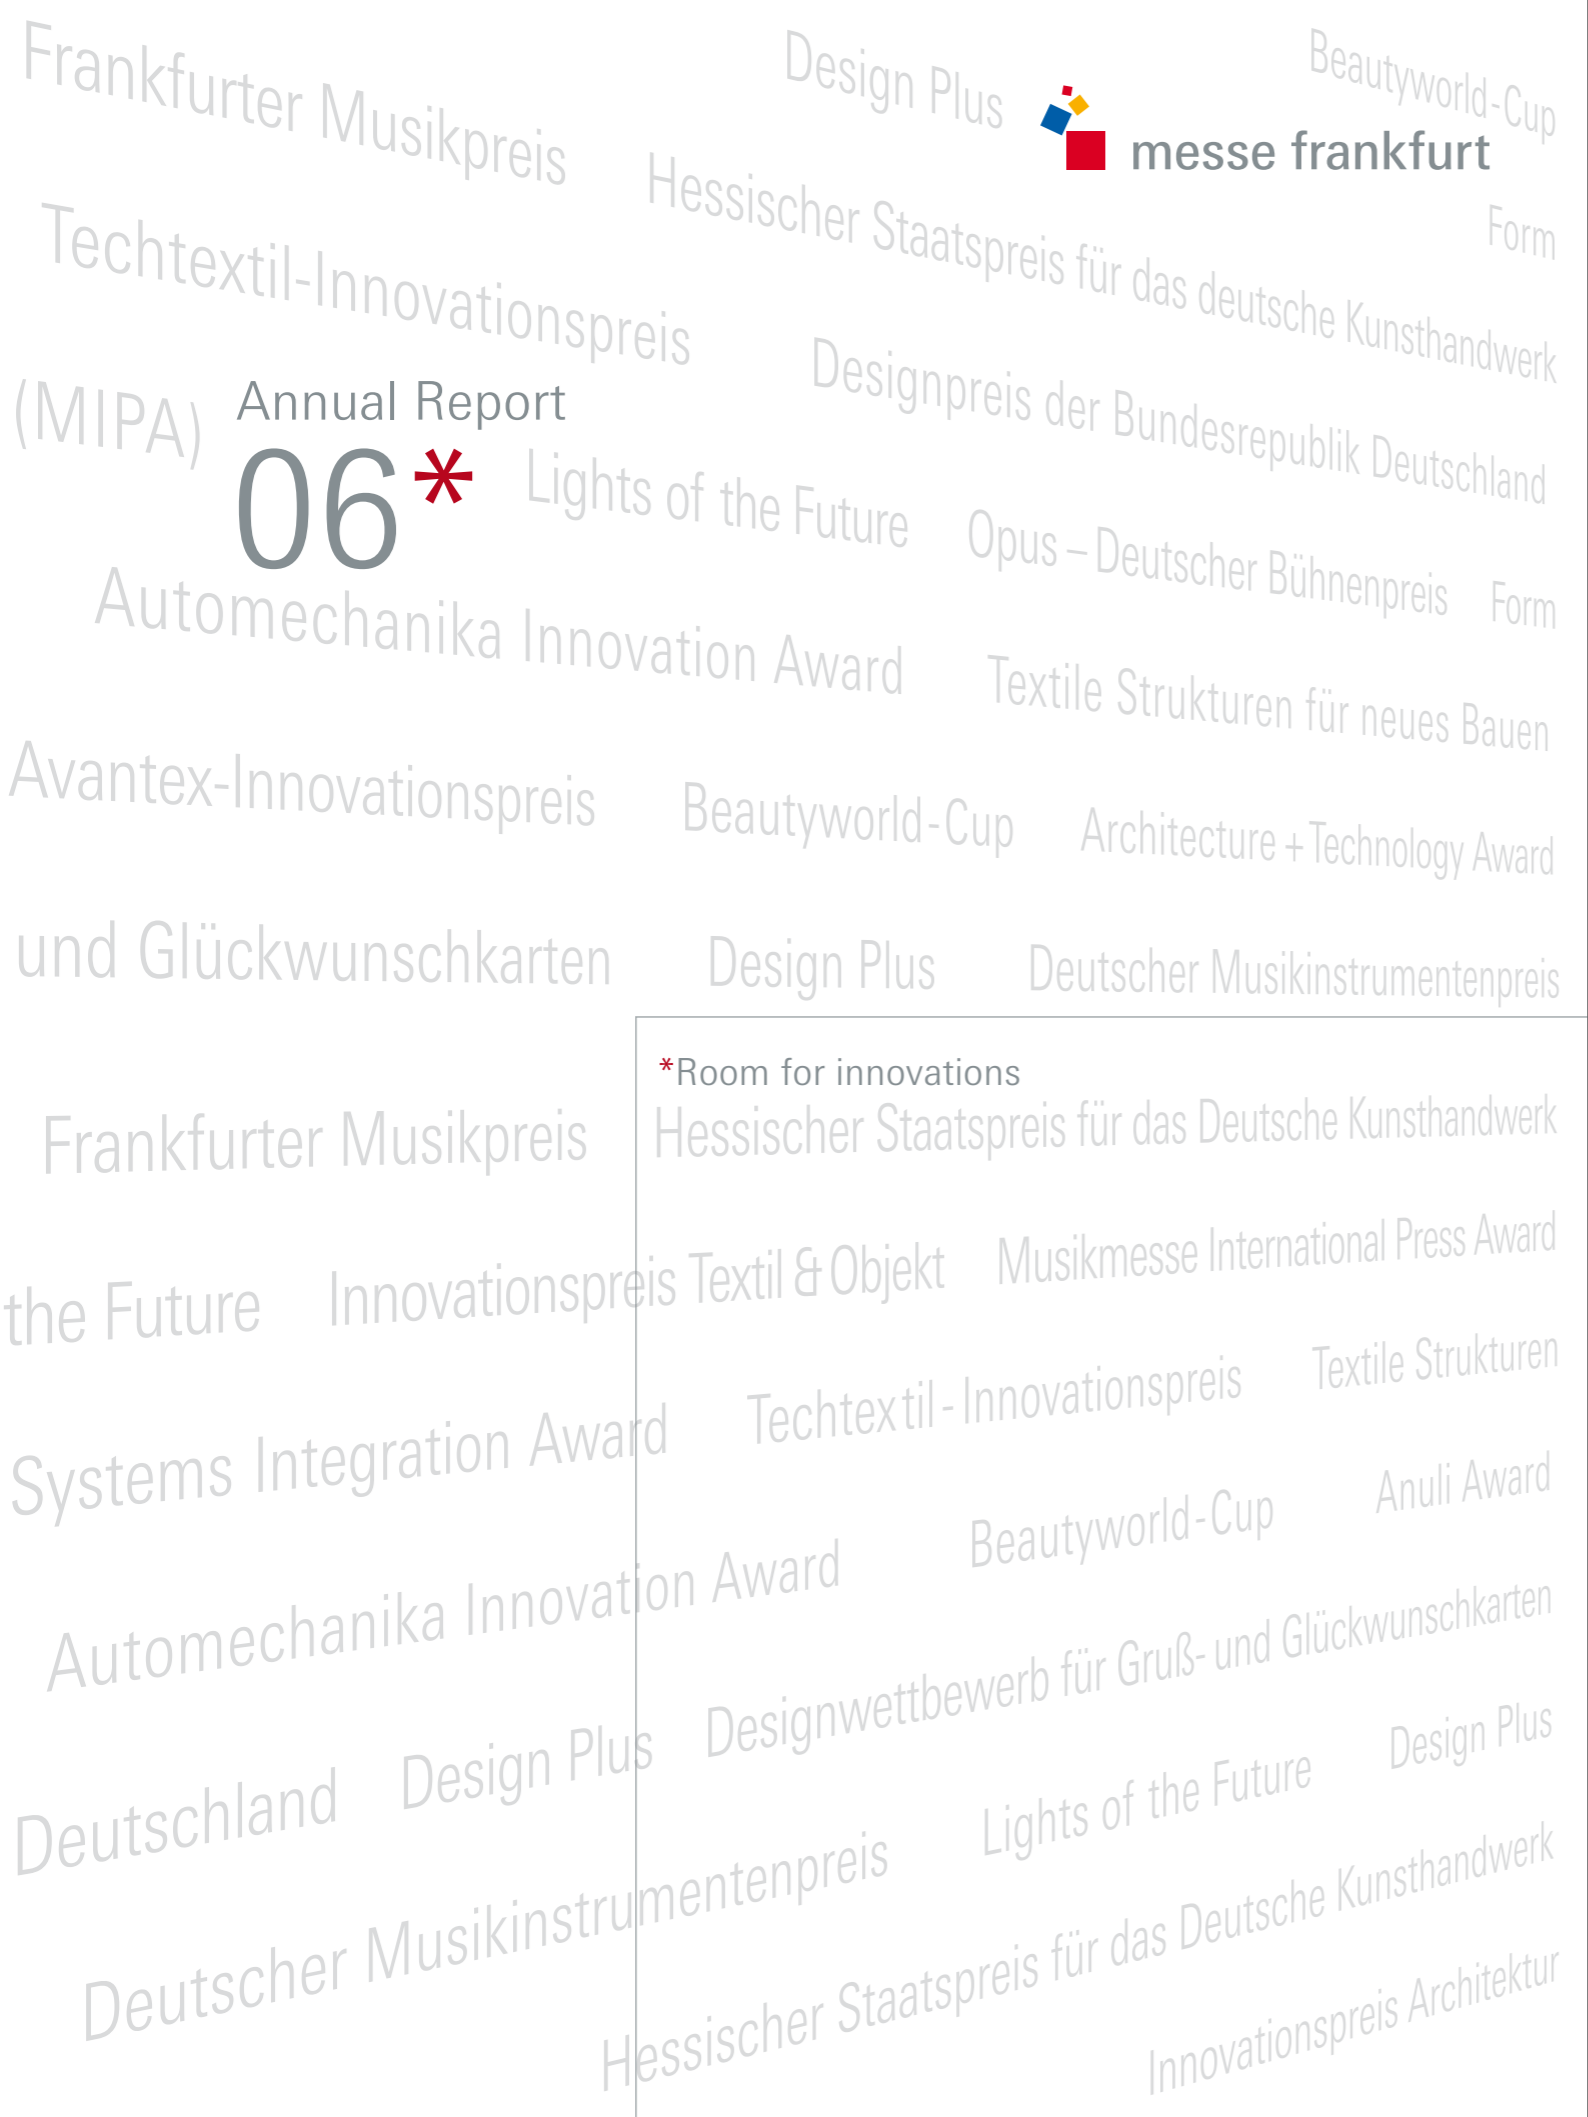 Frankfurter Musikpreis
Design Plus
Beautyworld-Cup
messe frankfurt
Hessischer Staatspreis für das deutsche Kunsthandwerk
Form
Techtextil-Innovationspreis
Designpreis der Bundesrepublik Deutschland
(MIPA)
Annual Report
06*
Lights of the Future
Opus – Deutscher Bühnenpreis
Form
Automechanika Innovation Award
Textile Strukturen für neues Bauen
Avantex-Innovationspreis
Beautyworld-Cup
Architecture + Technology Award
und Glückwunschkarten
Design Plus
Deutscher Musikinstrumentenpreis
*Room for innovations
Frankfurter Musikpreis
Hessischer Staatspreis für das Deutsche Kunsthandwerk
the Future
Innovationspreis Textil & Objekt
Musikmesse International Press Award
Systems Integration Award
Techtextil-Innovationspreis
Textile Strukturen
Automechanika Innovation Award
Beautyworld-Cup
Anuli Award
Deutschland
Design Plus
Designwettbewerb für Gruß- und Glückwunschkarten
Lights of the Future
Design Plus
Deutscher Musikinstrumentenpreis
Hessischer Staatspreis für das Deutsche Kunsthandwerk
Innovationspreis Architektur